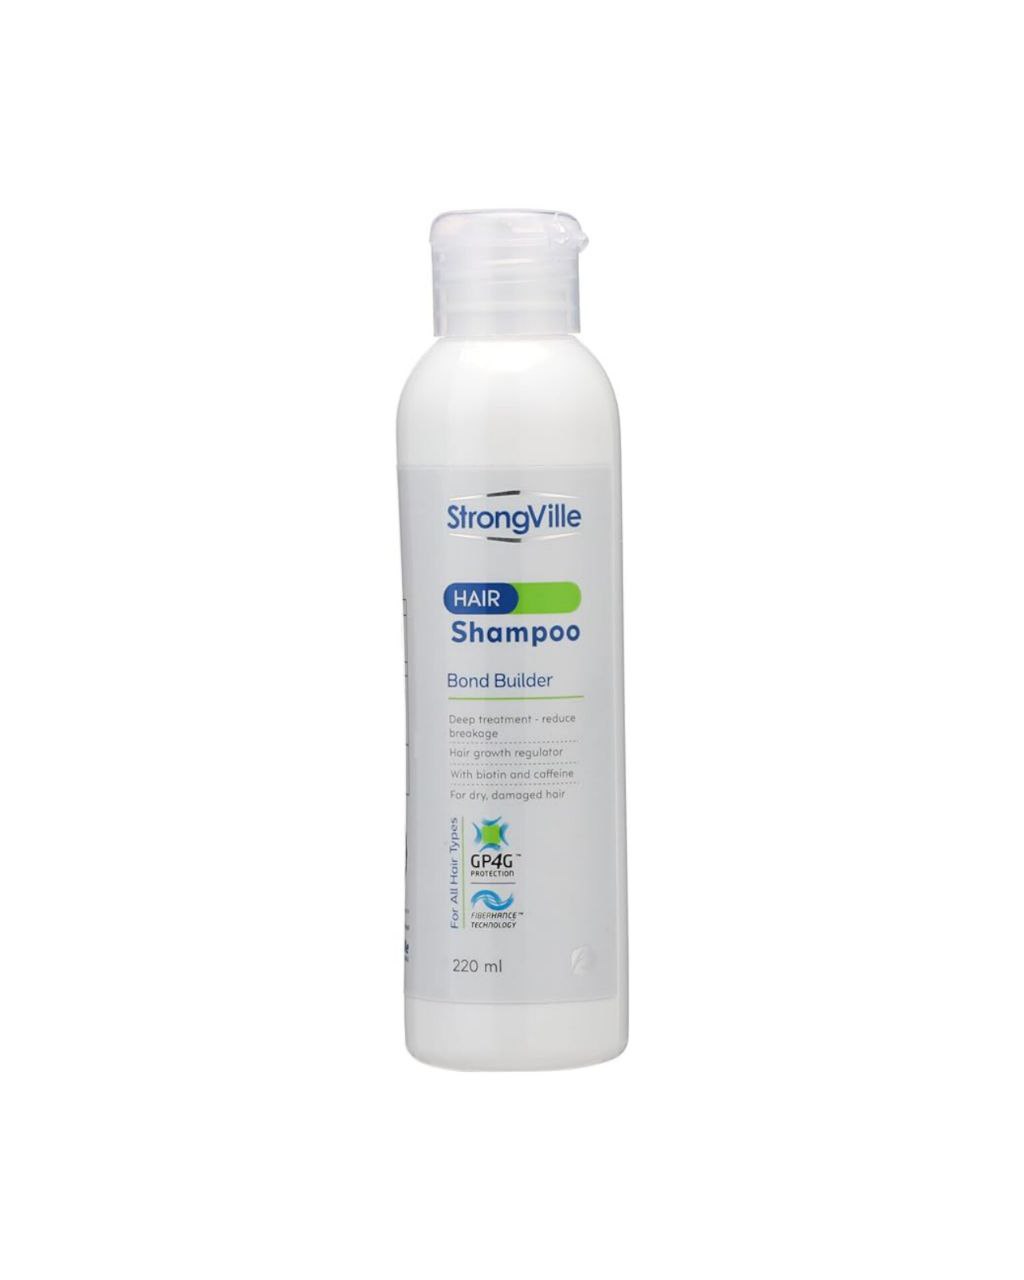 StrongVille
HAIR
Shampoo
Bond Builder
Deep treatment - reduce
breakage
Hair growth regulator
With biotin and caffeine
For dry, damaged hair
For All Hair Types
GP4G™
PROTECTION
FIBERHANCE™
TECHNOLOGY
220 ml